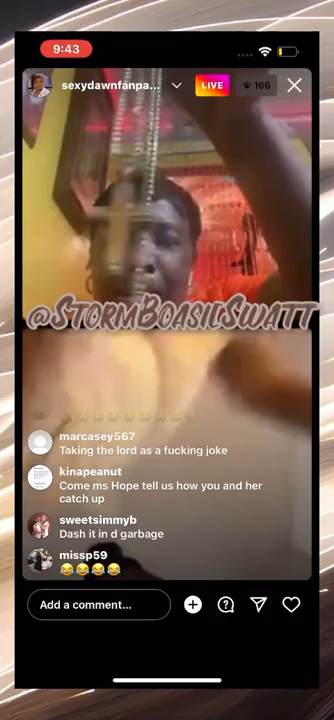 9:43
sexydawnfanpa...
LIVE
166
@StormBoasilSwatt
marcasey567
Taking the lord as a fucking joke
kinapeanut
Come ms Hope tell us how you and her
catch up
sweetsimmyb
Dash it in d garbage
missp59
😂😂😂😂
Add a comment...